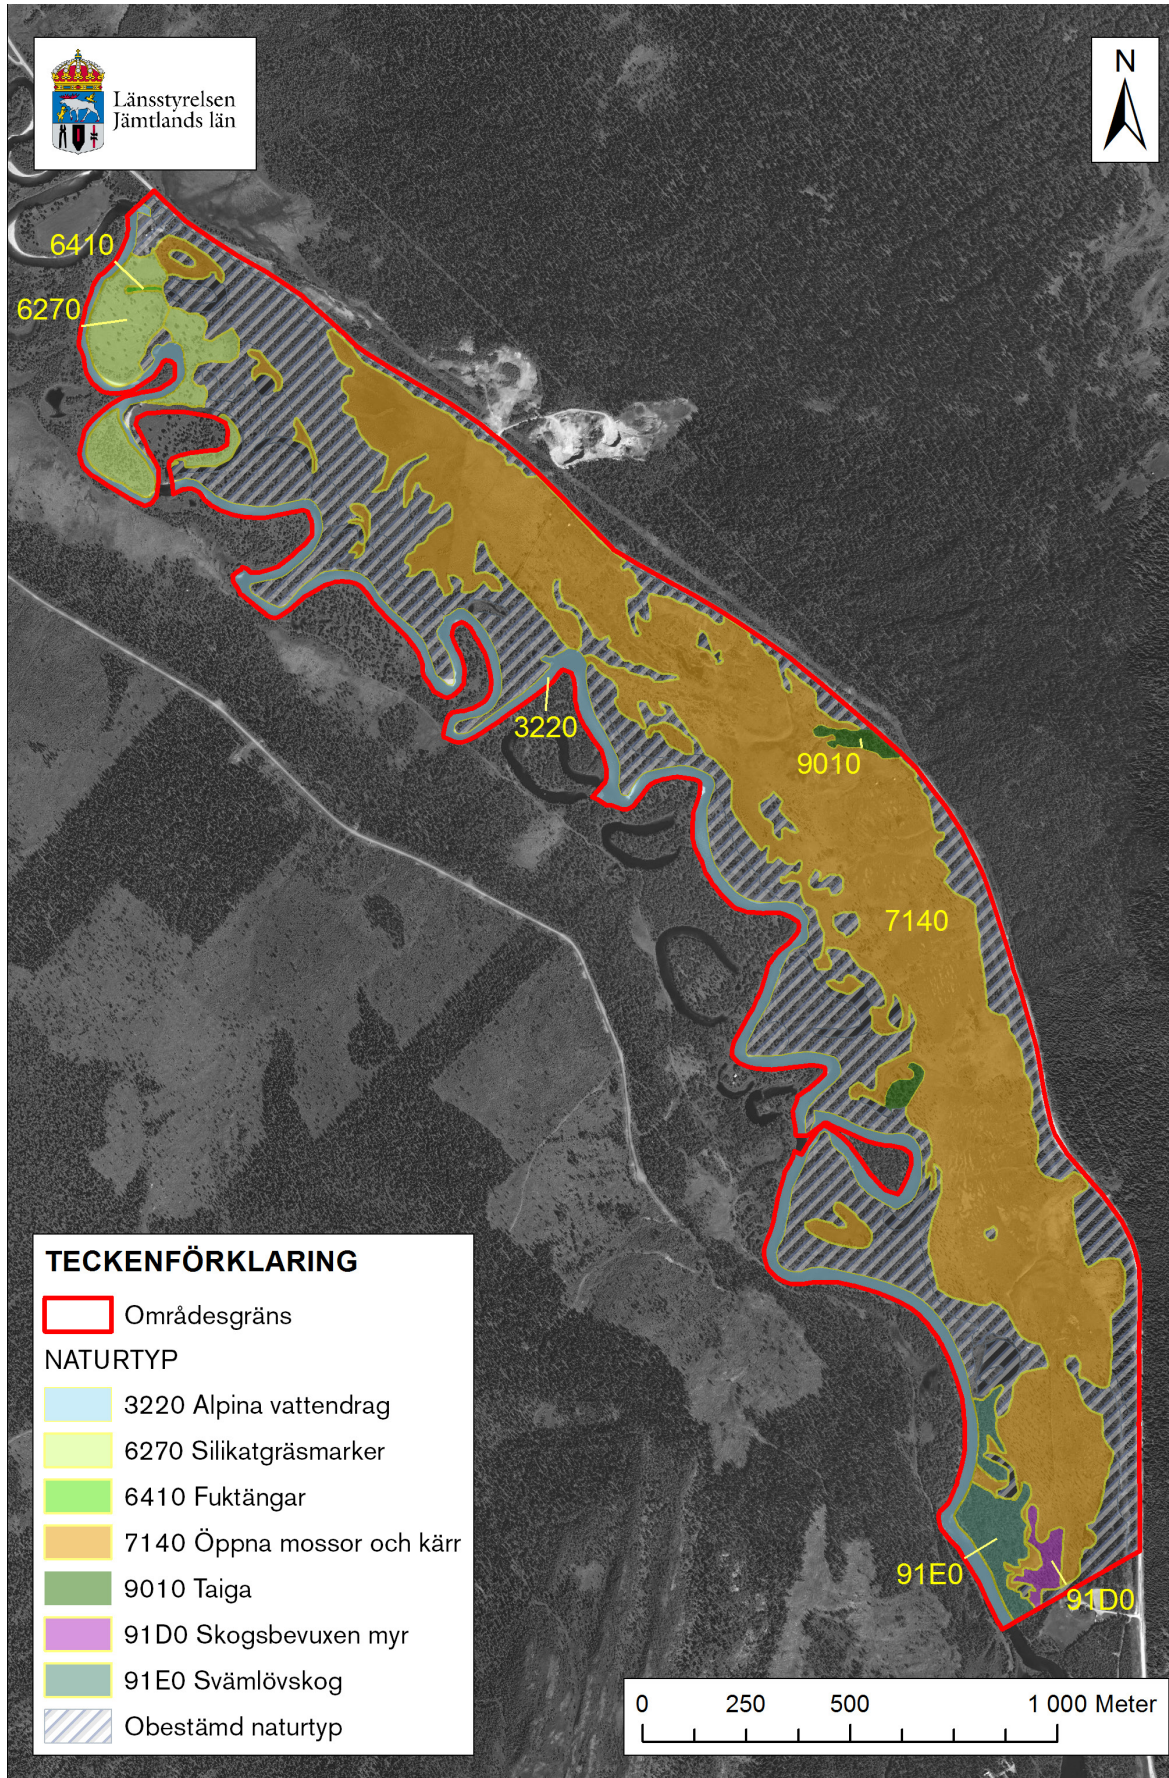 Länsstyrelsen
Jämtlands län
N
6410
6270
3220
9010
7140
91E0
91D0
TECKENFÖRKLARING
Områdesgräns
NATURTYP
3220 Alpina vattendrag
6270 Silikatgräsmarker
6410 Fuktängar
7140 Öppna mossor och kärr
9010 Taiga
91D0 Skogsbevuxen myr
91E0 Svämlövskog
Obestämd naturtyp
0 250 500 1 000 Meter